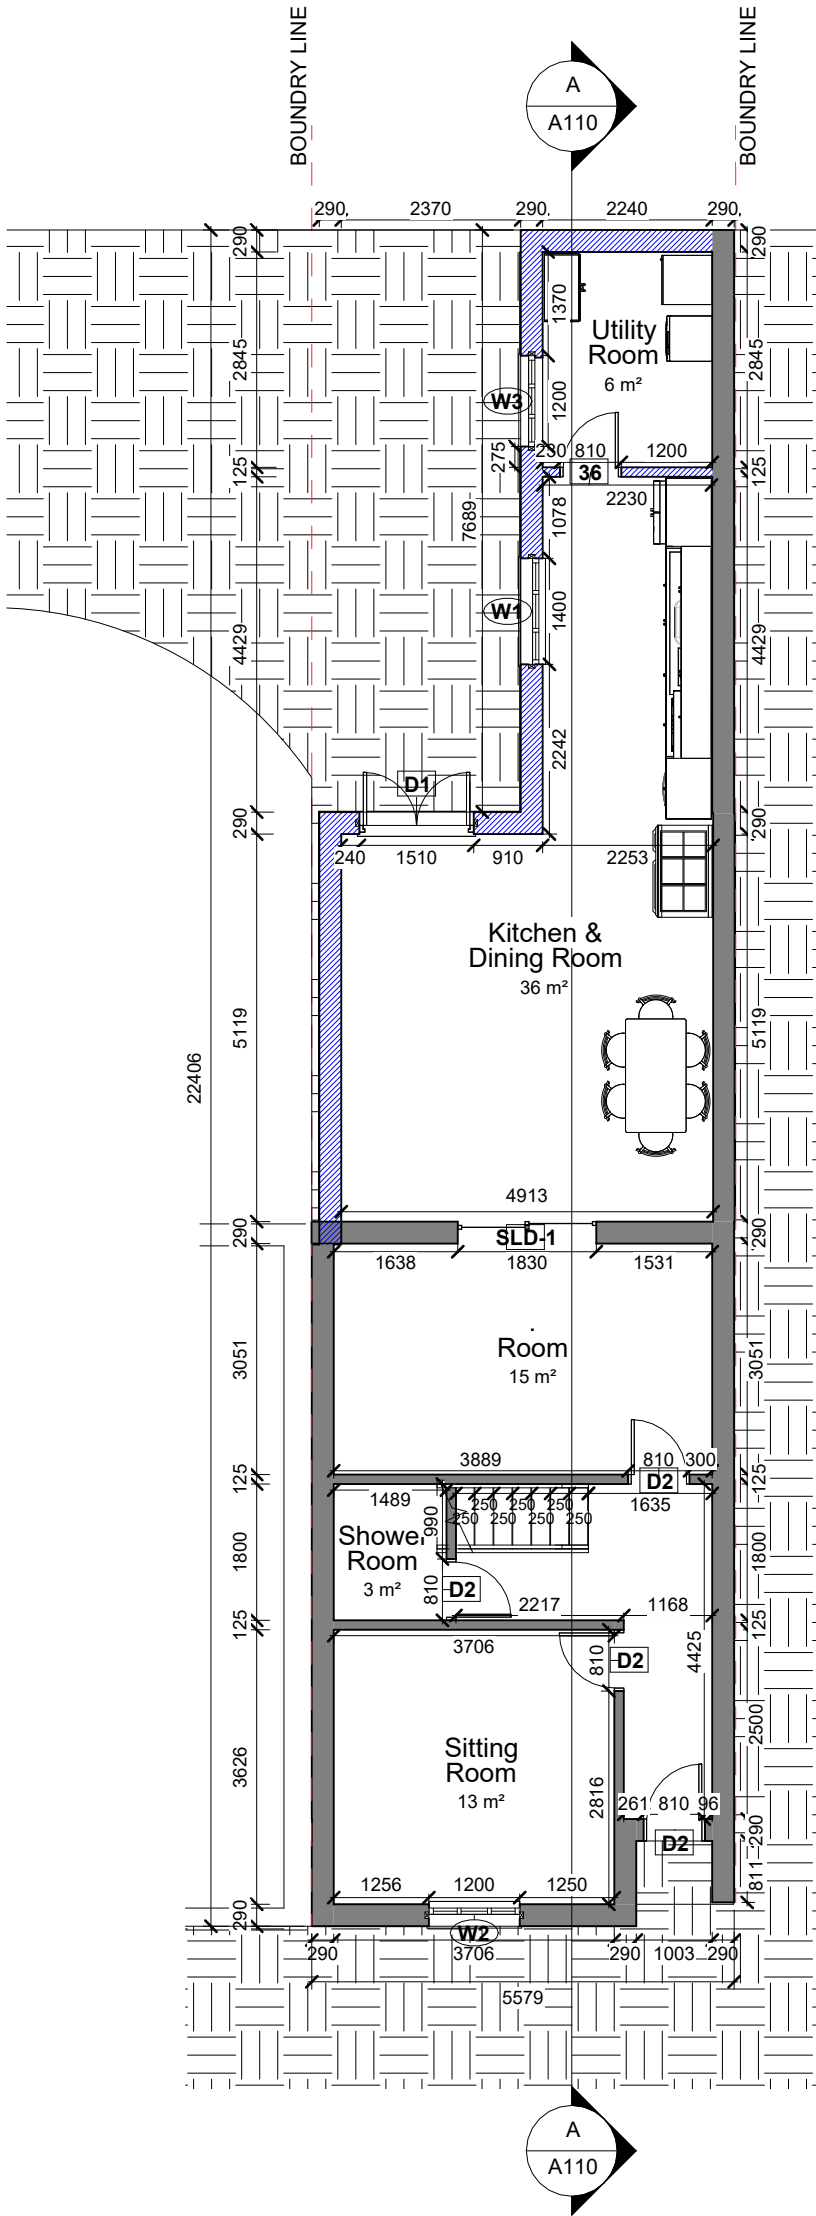 BOUNDRY LINE
BOUNDRY LINE
A
A110
290,
2370
290,
2240
290,
290
2845
125
4429
290
5119
290
3051
125
1800
125
3626
290
22406
7689
1370
1200
275
1078
1400
2242
Utility
Room
6 m²
W3
230
810
1200
36
2230
W1
D1
240
1510
910
2253
Kitchen &
Dining Room
36 m²
4913
SLD-1
1638
1830
1531
.
Room
15 m²
3889
810
300,
D2
1489
250
250
250
250
250
250
250
1635
990
Shower
Room
3 m²
810
D2
2217
1168
3706
810
D2
4425
Sitting
Room
13 m²
2816
261
810
96
D2
1256
1200
1250
W2
290
3706
290
1003
290
5579
290
2845
125
4429
290
5119
290
3051
125
1800
125
2500
290
811
A
A110